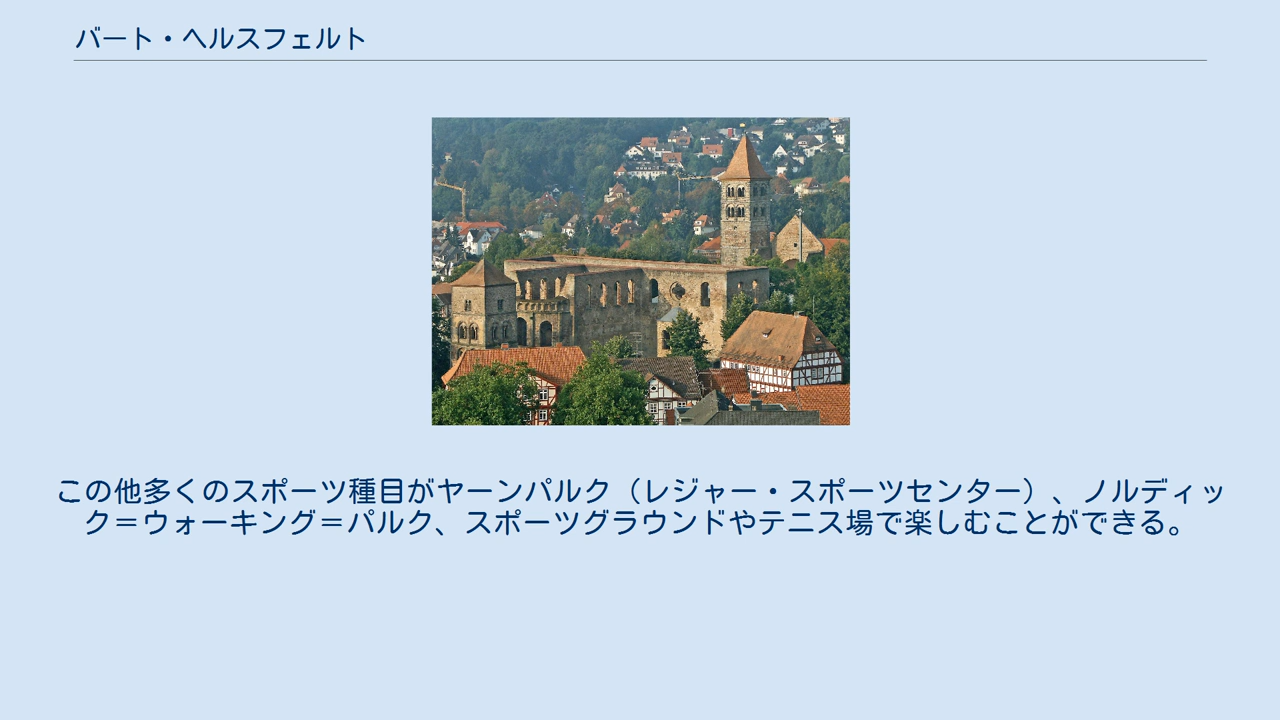 バート・ヘルスフェルト
この他多くのスポーツ種目がヤーンパルク（レジャー・スポーツセンター）、ノルディッ
ク＝ウォーキング＝パルク、スポーツグラウンドやテニス場で楽しむことができる。